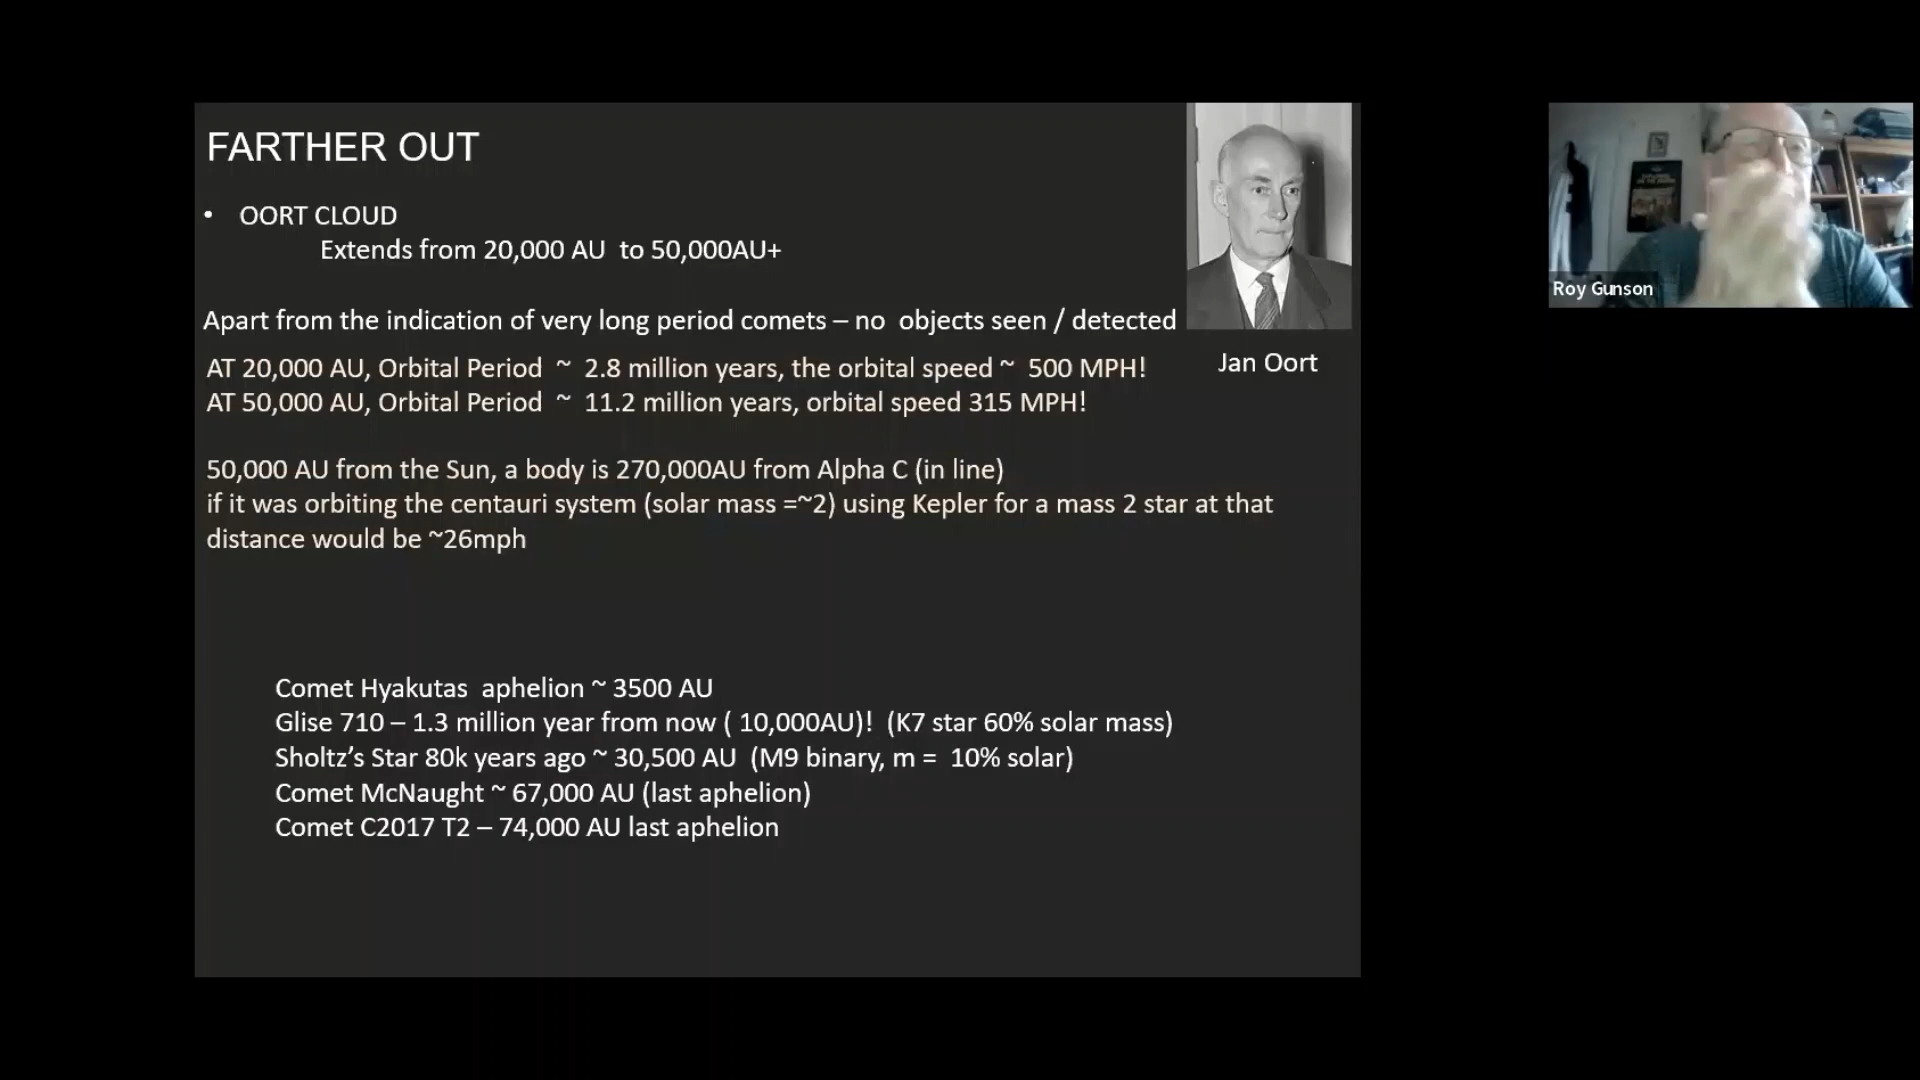 FARTHER OUT
• OORT CLOUD
Extends from 20,000 AU to 50,000AU+
Apart from the indication of very long period comets – no objects seen / detected
AT 20,000 AU, Orbital Period ~ 2.8 million years, the orbital speed ~ 500 MPH!
AT 50,000 AU, Orbital Period ~ 11.2 million years, orbital speed 315 MPH!
Jan Oort
50,000 AU from the Sun, a body is 270,000AU from Alpha C (in line)
if it was orbiting the centauri system (solar mass =~2) using Kepler for a mass 2 star at that
distance would be ~26mph
Comet Hyakutas aphelion ~ 3500 AU
Glise 710 – 1.3 million year from now ( 10,000AU)! (K7 star 60% solar mass)
Sholtz’s Star 80k years ago ~ 30,500 AU (M9 binary, m = 10% solar)
Comet McNaught ~ 67,000 AU (last aphelion)
Comet C2017 T2 – 74,000 AU last aphelion
Roy Gunson